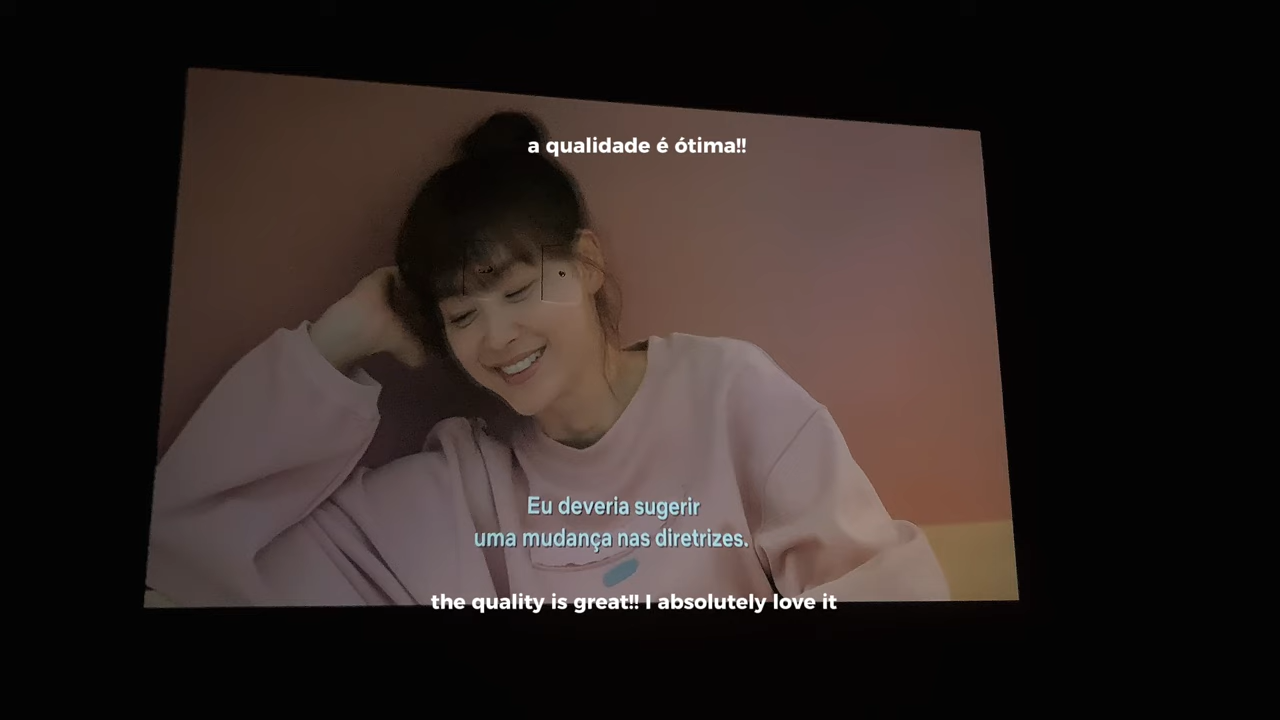 a qualidade é ótima!!
Eu deveria sugerir
uma mudança nas diretrizes.
the quality is great!! I absolutely love it